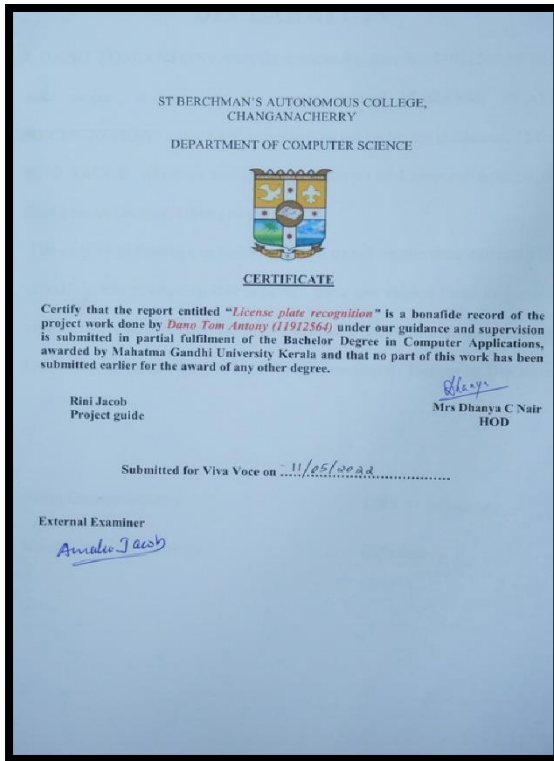 ST BERCHMAN'S AUTONOMOUS COLLEGE,
CHANGANACHERRY
DEPARTMENT OF COMPUTER SCIENCE
CERTIFICATE
Certify that the report entitled "License plate recognition" is a bonafide record of the
project work done by Dano Tom Antony (11912564) under our guidance and supervision
is submitted in partial fulfilment of the Bachelor Degree in Computer Applications,
awarded by Mahatma Gandhi University Kerala and that no part of this work has been
submitted earlier for the award of any other degree.
Dhanya
Rini Jacob
Mrs Dhanya C Nair
Project guide
HOD
Submitted for Viva Voce on 11/05/2022
External Examiner
Jacob